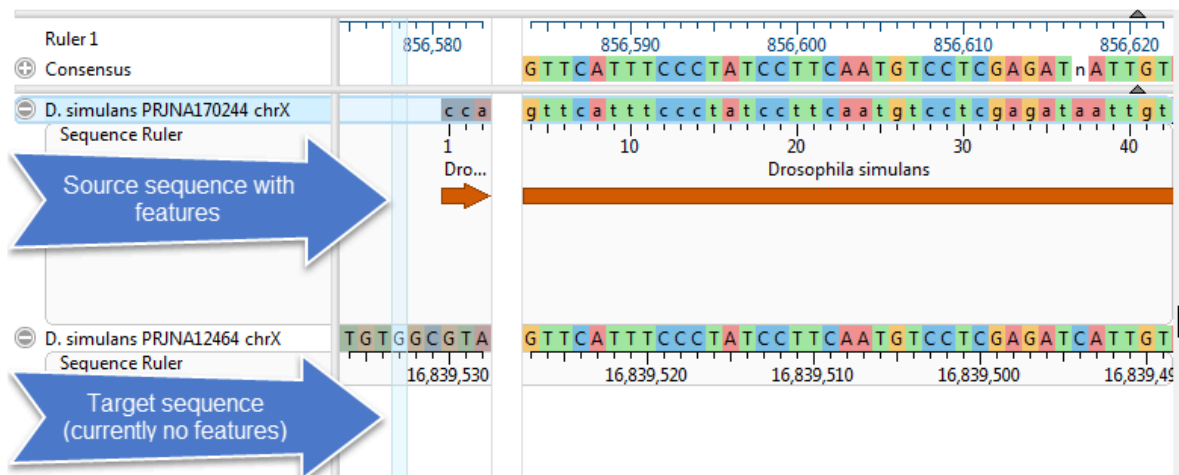 Ruler 1
856,580 856,590 856,600 856,610 856,620
Consensus
GTTCATTTCCCTATCCTTCAATGTCCTCGAGATnATTGT
D. simulans PRJNA170244 chrX
cca gttcatttccctatccttcaatgtcctcgagataattgt
Sequence Ruler
1 10 20 30 40
Dro... Drosophila simulans
Source sequence with
features
D. simulans PRJNA12464 chrX
TGTGGCGTA GTTCATTTCCCTATCCTTCAATGTCCTCGAGATCATTGT
Sequence Ruler
16,839,530 16,839,520 16,839,510 16,839,500 16,839,49
Target sequence
(currently no features)